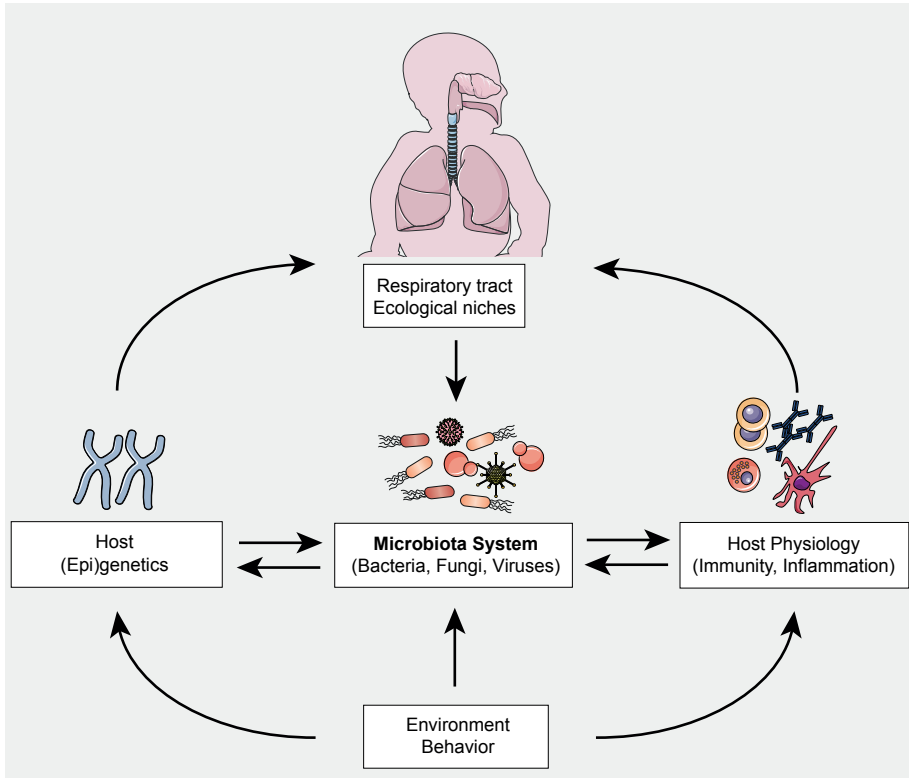 Respiratory tract
Ecological niches
Host
(Epi)genetics
Microbiota System
(Bacteria, Fungi, Viruses)
Host Physiology
(Immunity, Inflammation)
Environment
Behavior